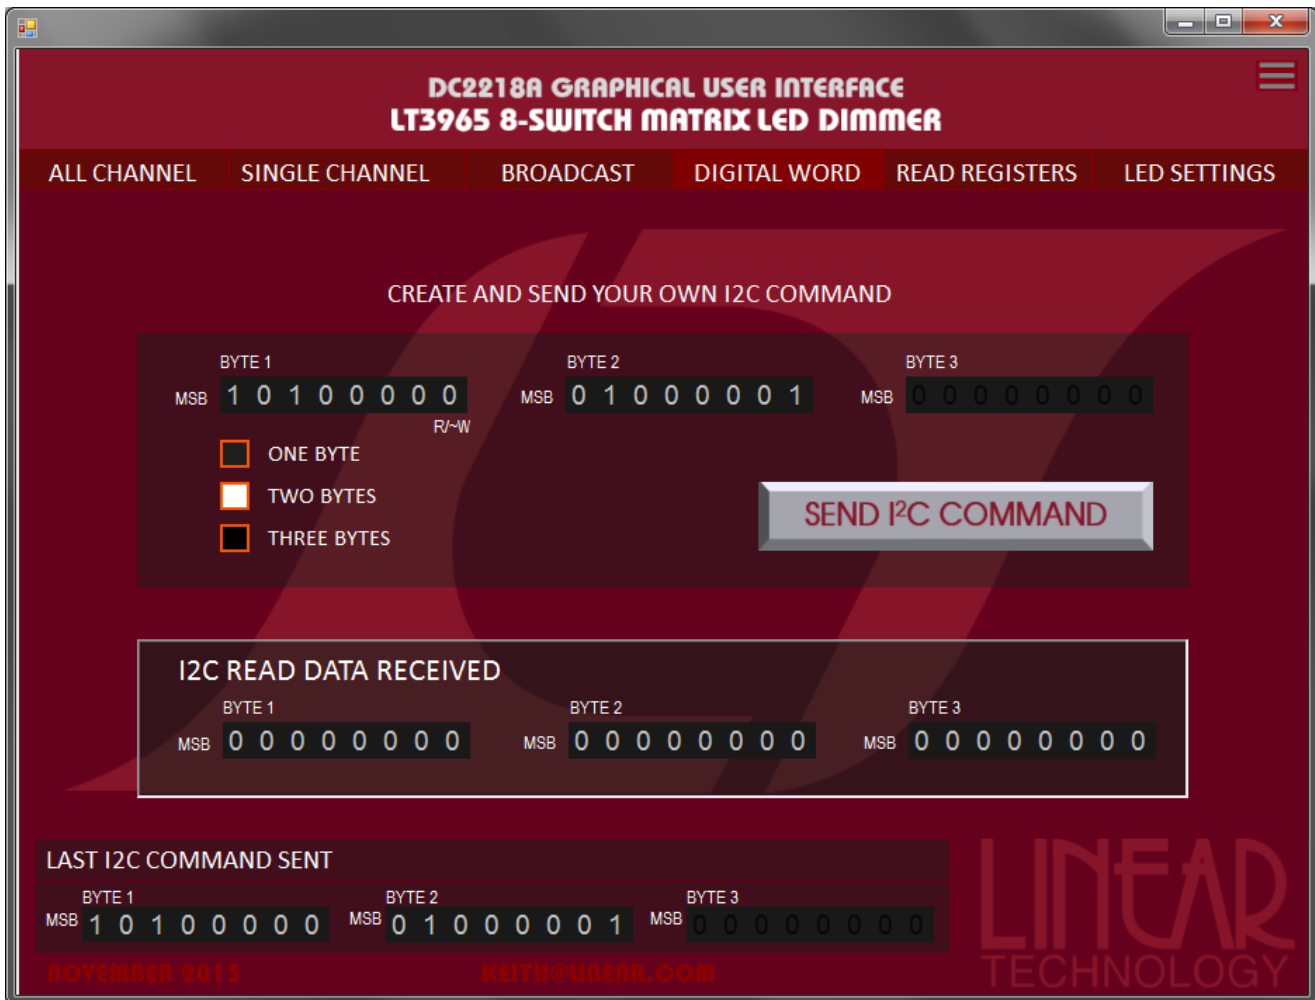 DC2218A GRAPHICAL USER INTERFACE
LT3965 8-SWITCH MATRIX LED DIMMER
ALL CHANNEL SINGLE CHANNEL BROADCAST DIGITAL WORD READ REGISTERS LED SETTINGS
CREATE AND SEND YOUR OWN I2C COMMAND
BYTE 1 BYTE 2 BYTE 3
MSB 1 0 1 0 0 0 0 0 MSB 0 1 0 0 0 0 0 1 MSB 0 0 0 0 0 0 0 0
R/~W
ONE BYTE
TWO BYTES
SEND I²C COMMAND
THREE BYTES
I2C READ DATA RECEIVED
BYTE 1 BYTE 2 BYTE 3
MSB 0 0 0 0 0 0 0 0 MSB 0 0 0 0 0 0 0 0 MSB 0 0 0 0 0 0 0 0
LAST I2C COMMAND SENT
BYTE 1 BYTE 2 BYTE 3
MSB 1 0 1 0 0 0 0 0 MSB 0 1 0 0 0 0 0 1 MSB 0 0 0 0 0 0 0 0
NOVEMBER 2015 KEITH@LINEAR.COM
LINEAR
TECHNOLOGY